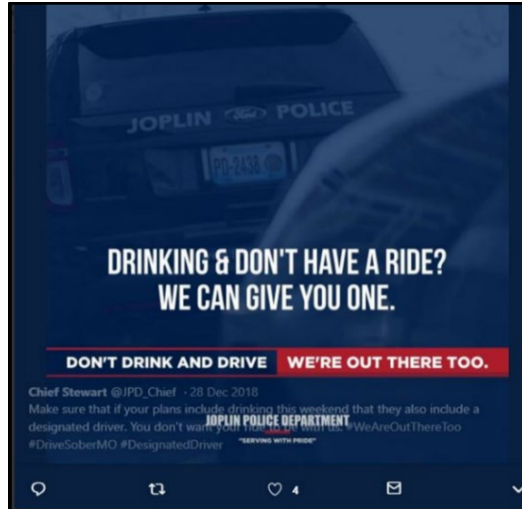 JOPLIN Ford POLICE
PD-2438
DRINKING & DON'T HAVE A RIDE?
WE CAN GIVE YOU ONE.
DON'T DRINK AND DRIVE WE'RE OUT THERE TOO.
Chief Stewart @JPD_Chief · 28 Dec 2018
Make sure that if your plans include drinking this weekend that they also include a
designated driver. You don't want your ride to be with us. #WeAreOutThereToo
#DriveSoberMO #DesignatedDriver
JOPLIN POLICE DEPARTMENT
"SERVING WITH PRIDE"
4